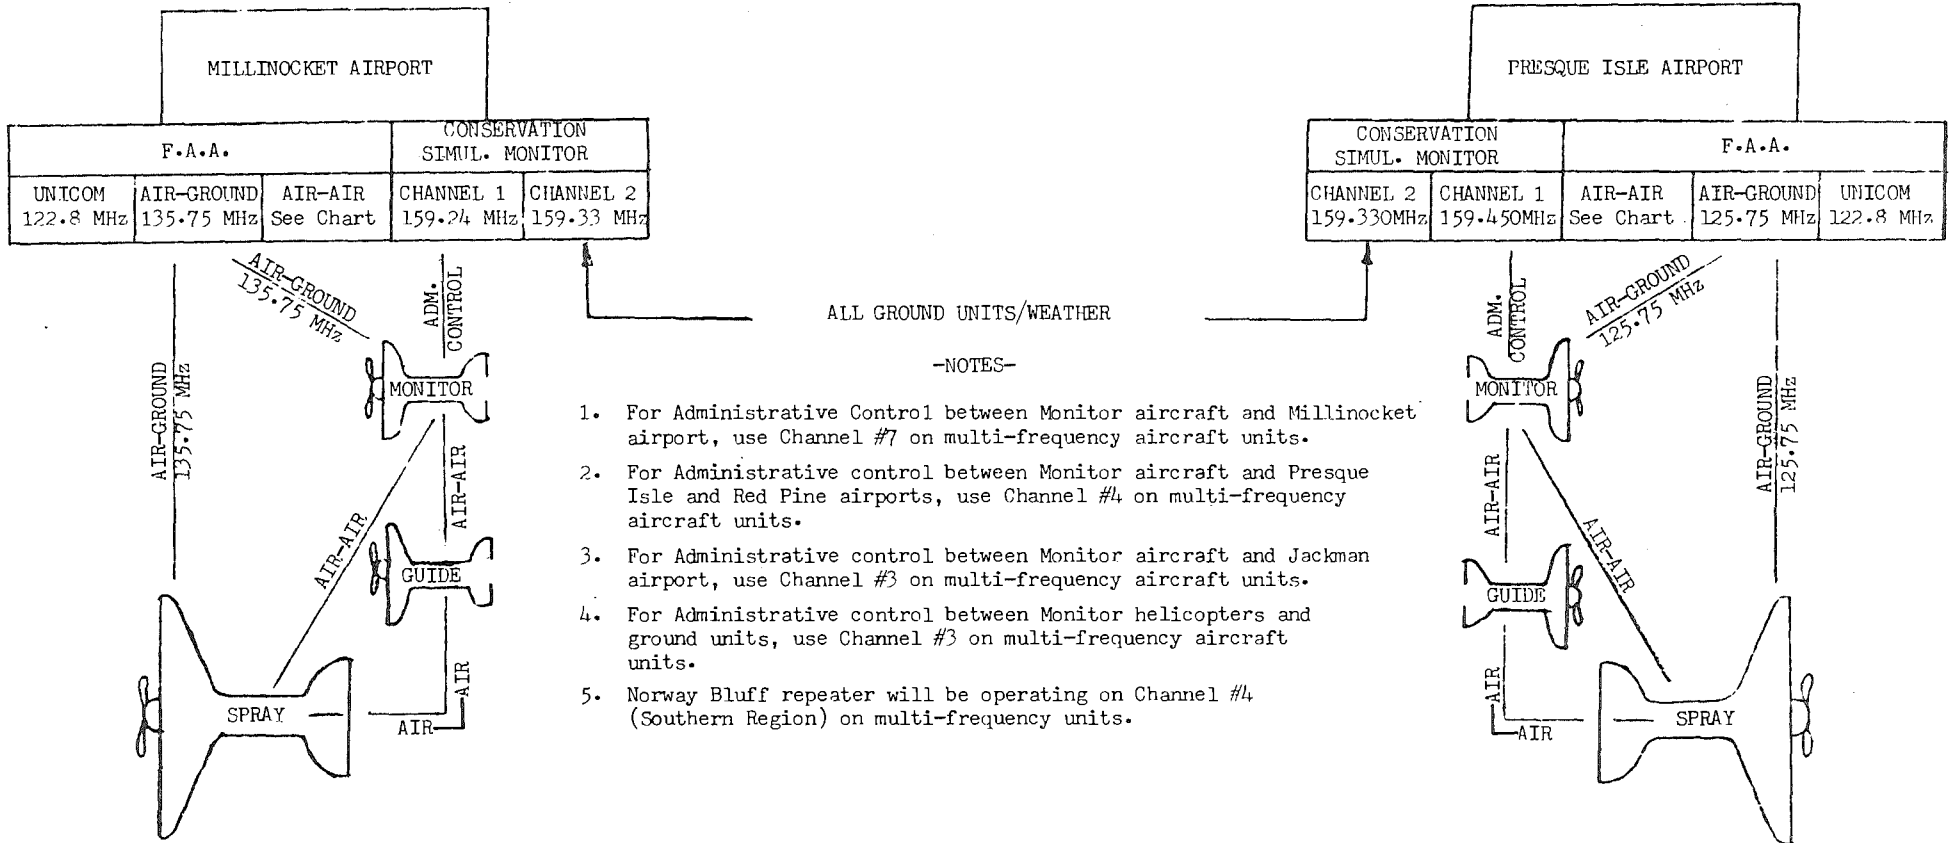 MILLINOCKET AIRPORT
F.A.A.
CONSERVATION
SIMUL. MONITOR
UNICOM
122.8 MHz
AIR-GROUND
135.75 MHz
AIR-AIR
See Chart
CHANNEL 1
159.24 MHz
CHANNEL 2
159.33 MHz
AIR-GROUND
135.75 MHz
AIR-GROUND
135.75 MHz
ADM.
CONTROL
MONITOR
AIR-AIR
AIR-AIR
GUIDE
SPRAY
AIR
AIR
PRESQUE ISLE AIRPORT
CONSERVATION
SIMUL. MONITOR
F.A.A.
CHANNEL 2
159.330MHz
CHANNEL 1
159.450MHz
AIR-AIR
See Chart
AIR-GROUND
125.75 MHz
UNICOM
122.8 MHz
ADM.
CONTROL
AIR-GROUND
125.75 MHz
AIR-GROUND
125.75 MHz
MONITOR
AIR-AIR
AIR-AIR
GUIDE
AIR
AIR
SPRAY
ALL GROUND UNITS/WEATHER
-NOTES-
1. For Administrative Control between Monitor aircraft and Millinocket
airport, use Channel #7 on multi-frequency aircraft units.
2. For Administrative control between Monitor aircraft and Presque
Isle and Red Pine airports, use Channel #4 on multi-frequency
aircraft units.
3. For Administrative control between Monitor aircraft and Jackman
airport, use Channel #3 on multi-frequency aircraft units.
4. For Administrative control between Monitor helicopters and
ground units, use Channel #3 on multi-frequency aircraft
units.
5. Norway Bluff repeater will be operating on Channel #4
(Southern Region) on multi-frequency units.